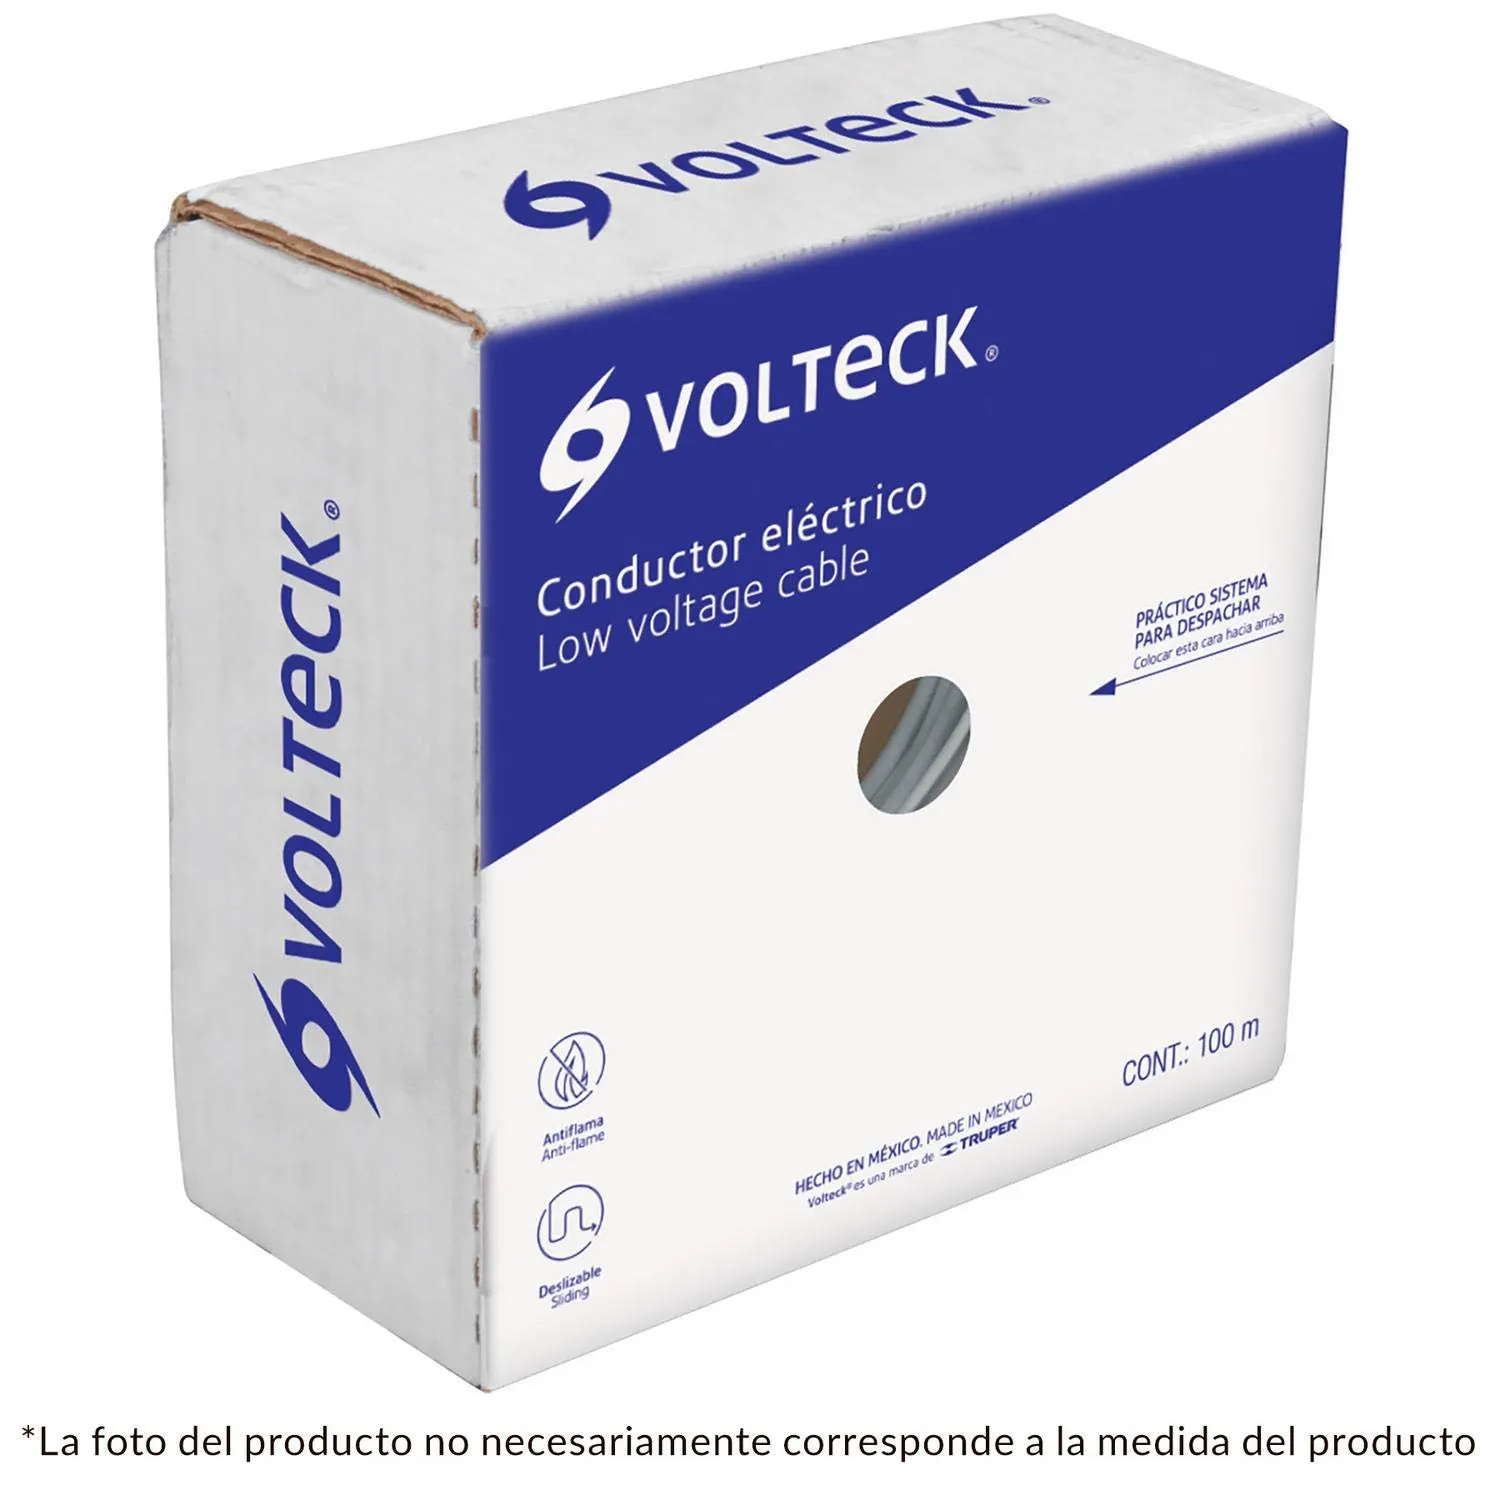 VOLTECK®
VOLTECK®
Conductor eléctrico
Low voltage cable
PRÁCTICO SISTEMA
PARA DESPACHAR
Colocar esta cara hacia arriba
VOLTECK®
Antiflama
Anti-flame
Deslizable
Sliding
CONT.: 100 m
HECHO EN MÉXICO. MADE IN MEXICO
Volteck® es una marca de TRUPER
*La foto del producto no necesariamente corresponde a la medida del producto